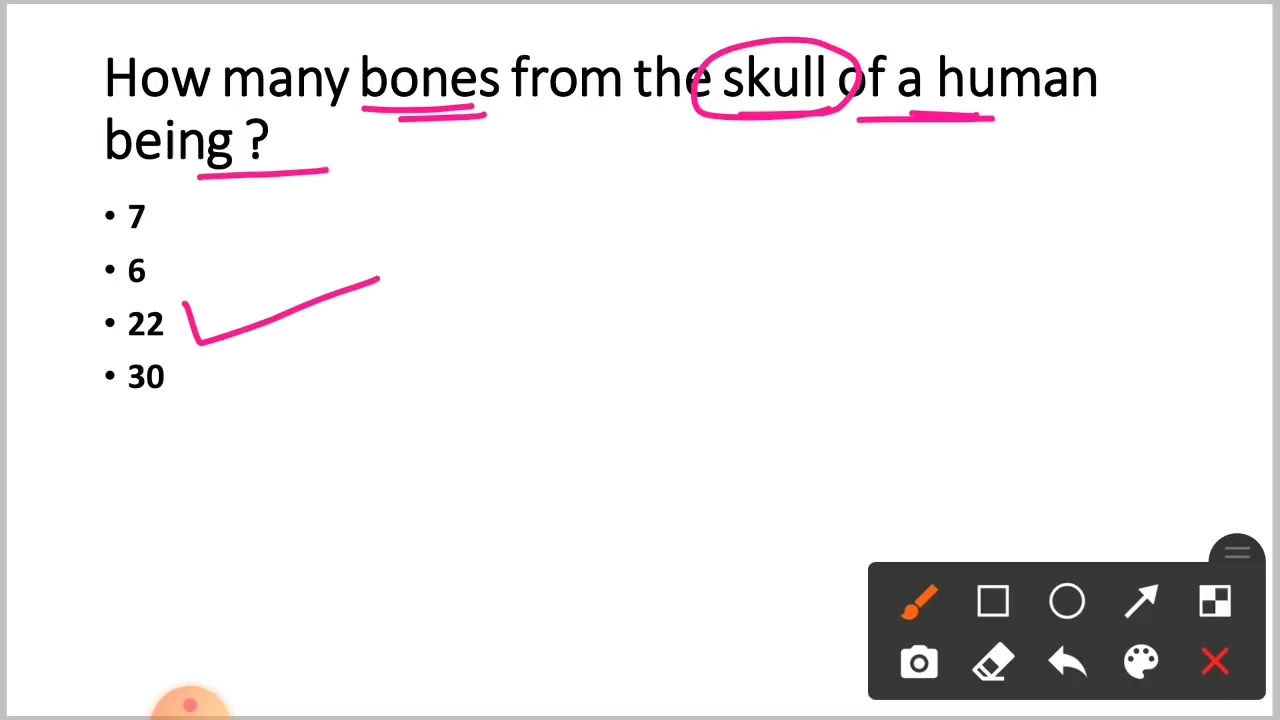 How many bones from the skull of a human
being ?
• 7
• 6
• 22
• 30